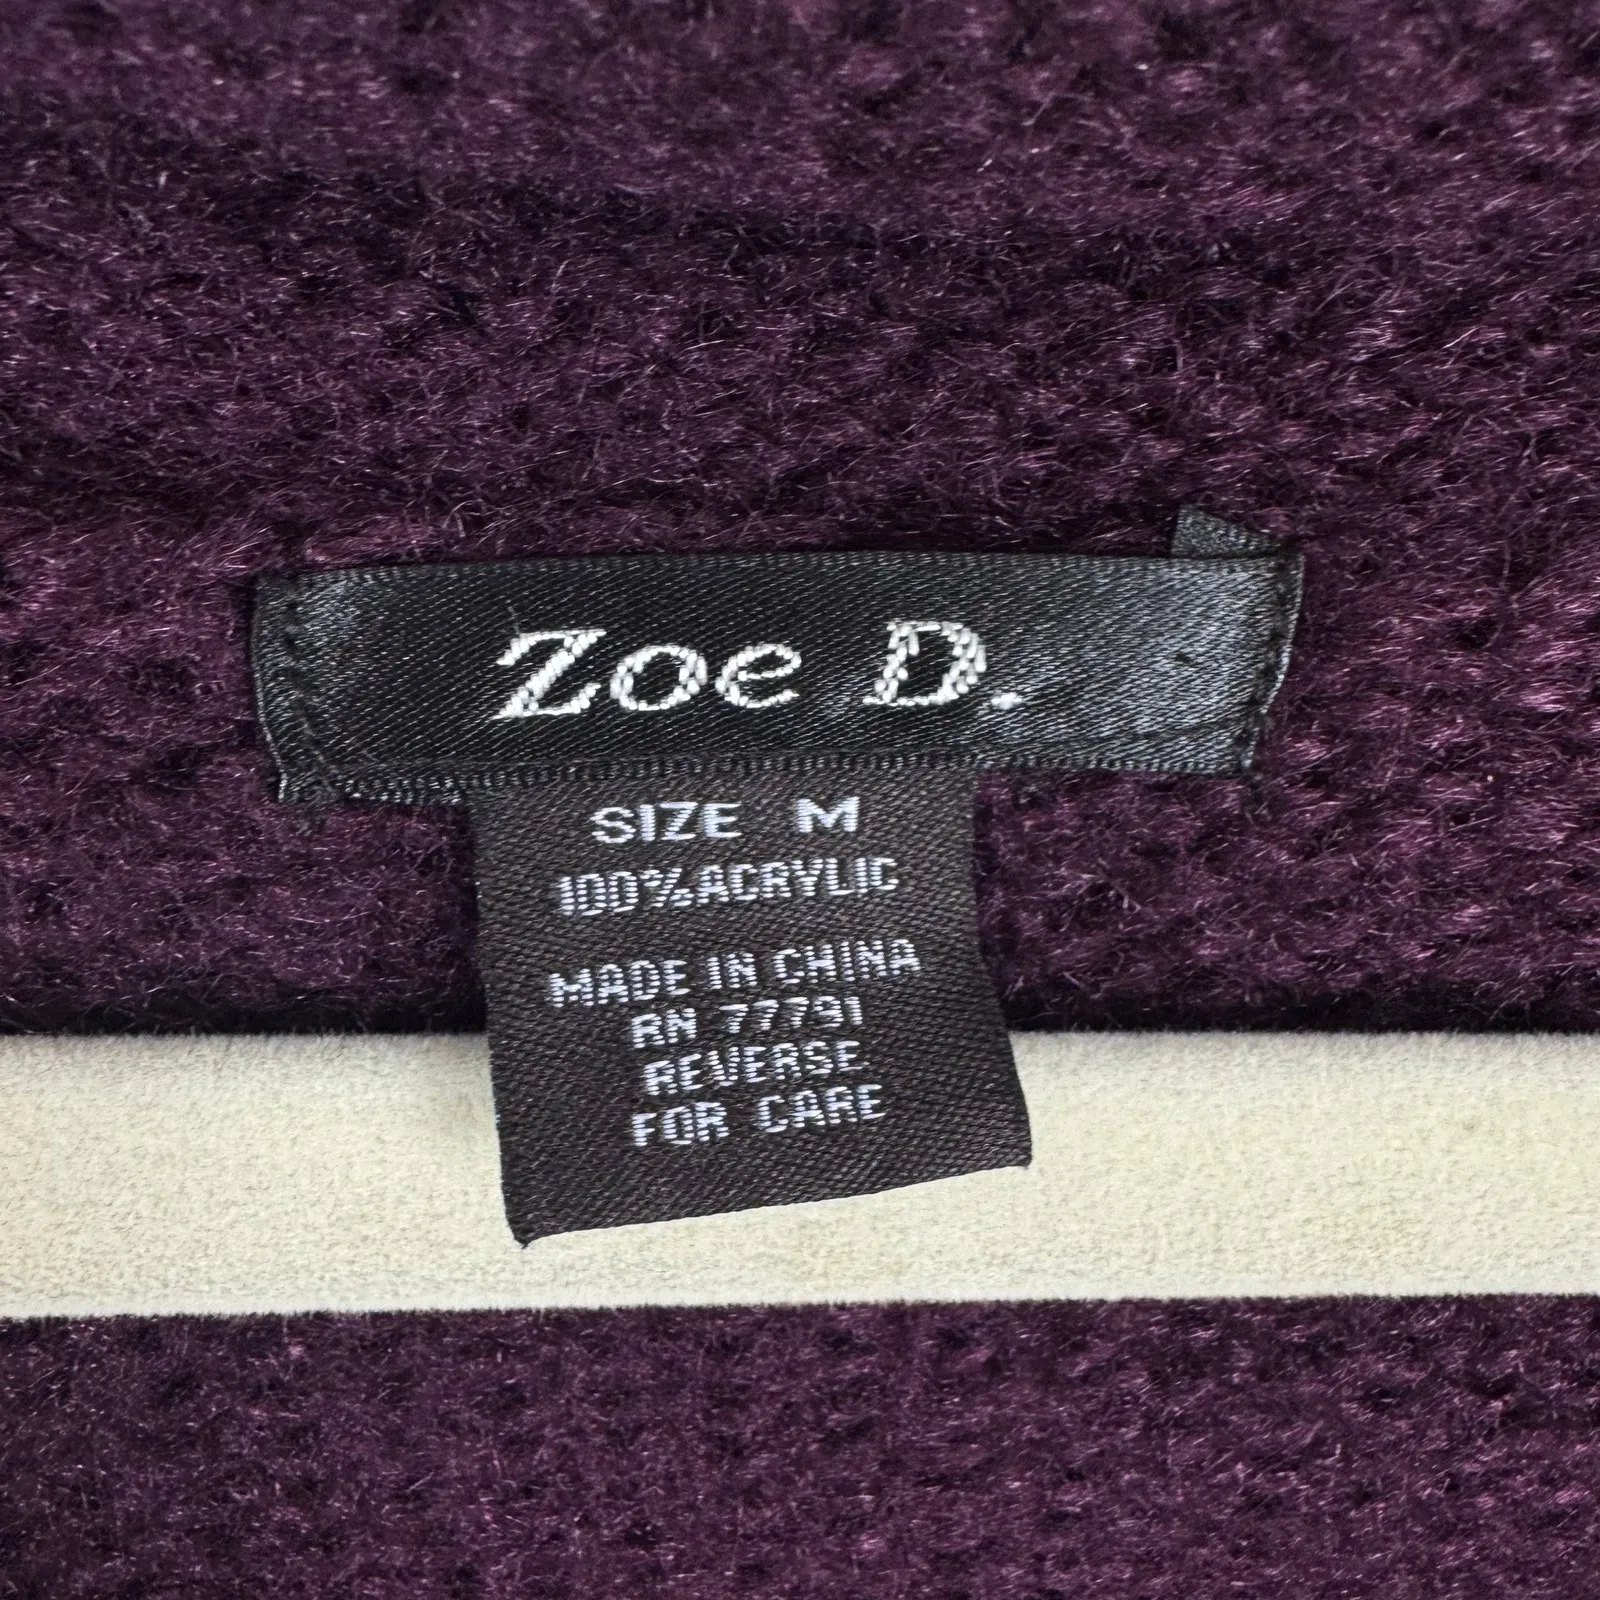 Zoe D.
SIZE M
100%ACRYLIC
MADE IN CHINA
RN 77791
REVERSE
FOR CARE